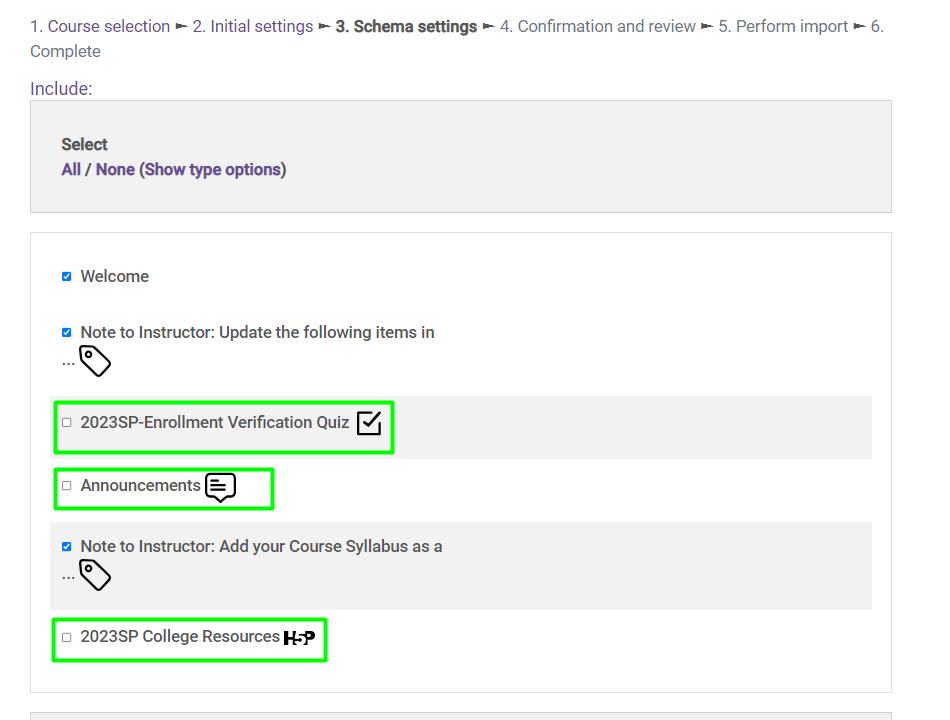 1. Course selection ► 2. Initial settings ► 3. Schema settings ► 4. Confirmation and review ► 5. Perform import ► 6.
Complete
Include:
Select
All / None (Show type options)
Welcome
Note to Instructor: Update the following items in
...
2023SP-Enrollment Verification Quiz
Announcements
Note to Instructor: Add your Course Syllabus as a
...
2023SP College Resources H5P